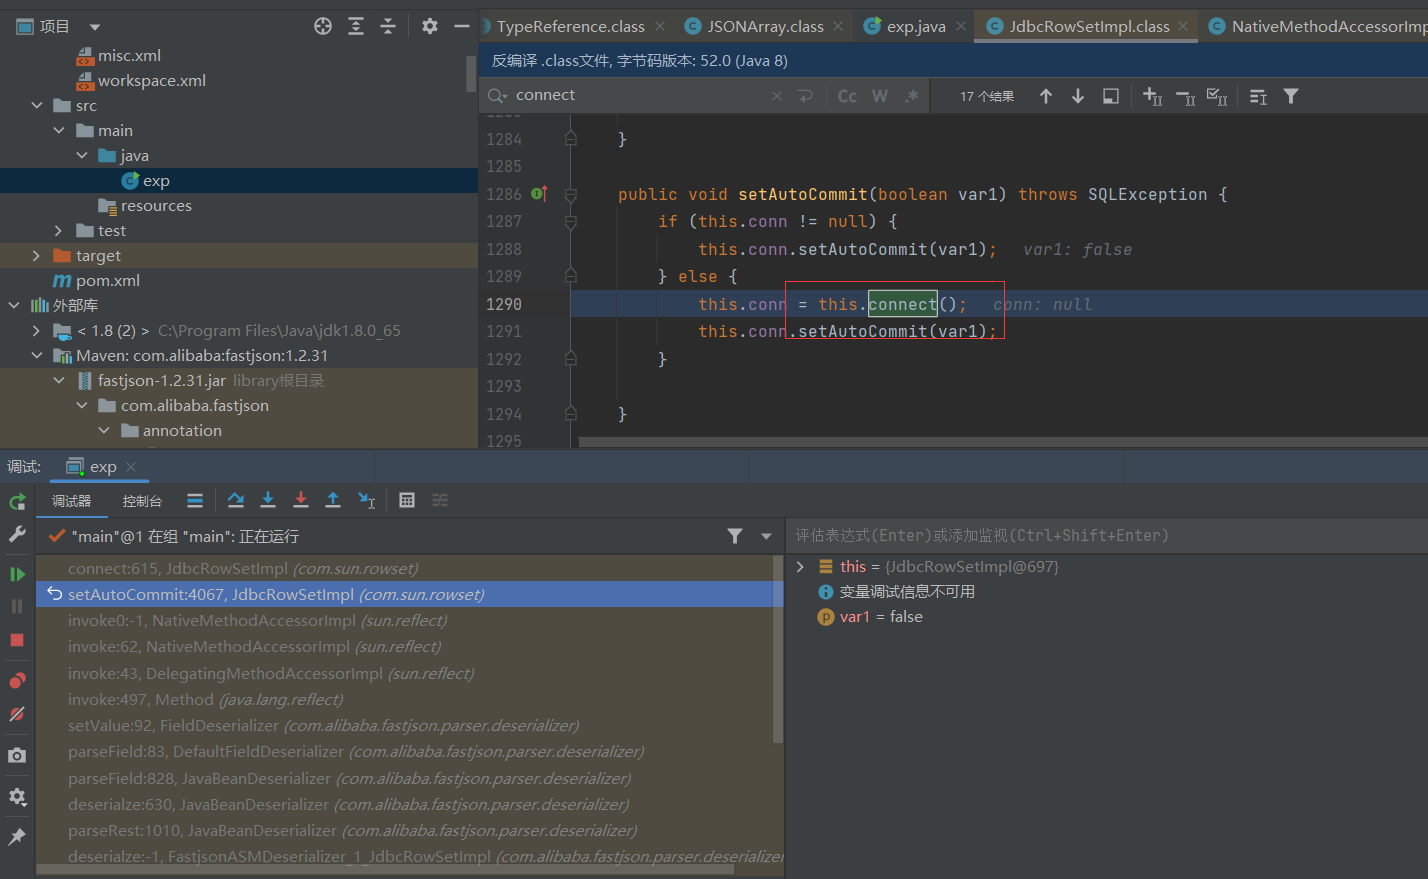 项目
misc.xml
workspace.xml
src
main
java
exp
resources
test
target
pom.xml
外部库
< 1.8 (2) > C:\Program Files\Java\jdk1.8.0_65
Maven: com.alibaba:fastjson:1.2.31
fastjson-1.2.31.jar library根目录
com.alibaba.fastjson
annotation
TypeReference.class JSONArray.class exp.java JdbcRowSetImpl.class NativeMethodAccessorImp
反编译 .class文件, 字节码版本: 52.0 (Java 8)
connect Cc W .* 17 个结果
1284 }
1285
1286 public void setAutoCommit(boolean var1) throws SQLException {
1287 if (this.conn != null) {
1288 this.conn.setAutoCommit(var1); var1: false
1289 } else {
1290 this.conn = this.connect(); conn: null
1291 this.conn.setAutoCommit(var1);
1292 }
1293
1294 }
1295
调试: exp
调试器 控制台
"main"@1 在组 "main": 正在运行
connect:615, JdbcRowSetImpl (com.sun.rowset)
setAutoCommit:4067, JdbcRowSetImpl (com.sun.rowset)
invoke0:-1, NativeMethodAccessorImpl (sun.reflect)
invoke:62, NativeMethodAccessorImpl (sun.reflect)
invoke:43, DelegatingMethodAccessorImpl (sun.reflect)
invoke:497, Method (java.lang.reflect)
setValue:92, FieldDeserializer (com.alibaba.fastjson.parser.deserializer)
parseField:83, DefaultFieldDeserializer (com.alibaba.fastjson.parser.deserializer)
parseField:828, JavaBeanDeserializer (com.alibaba.fastjson.parser.deserializer)
deserialze:630, JavaBeanDeserializer (com.alibaba.fastjson.parser.deserializer)
parseRest:1010, JavaBeanDeserializer (com.alibaba.fastjson.parser.deserializer)
deserialze:-1, FastjsonASMDeserializer_1_JdbcRowSetImpl (com.alibaba.fastjson.parser.deserializer
评估表达式(Enter)或添加监视(Ctrl+Shift+Enter)
this = {JdbcRowSetImpl@697}
变量调试信息不可用
p var1 = false